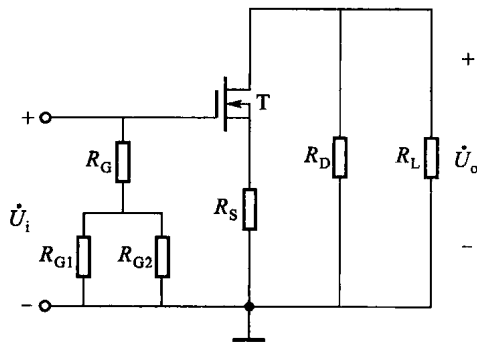 +
T
+
R_G
R_D
R_L
U̇_o
U̇_i
R_S
R_G1
R_G2
−
−